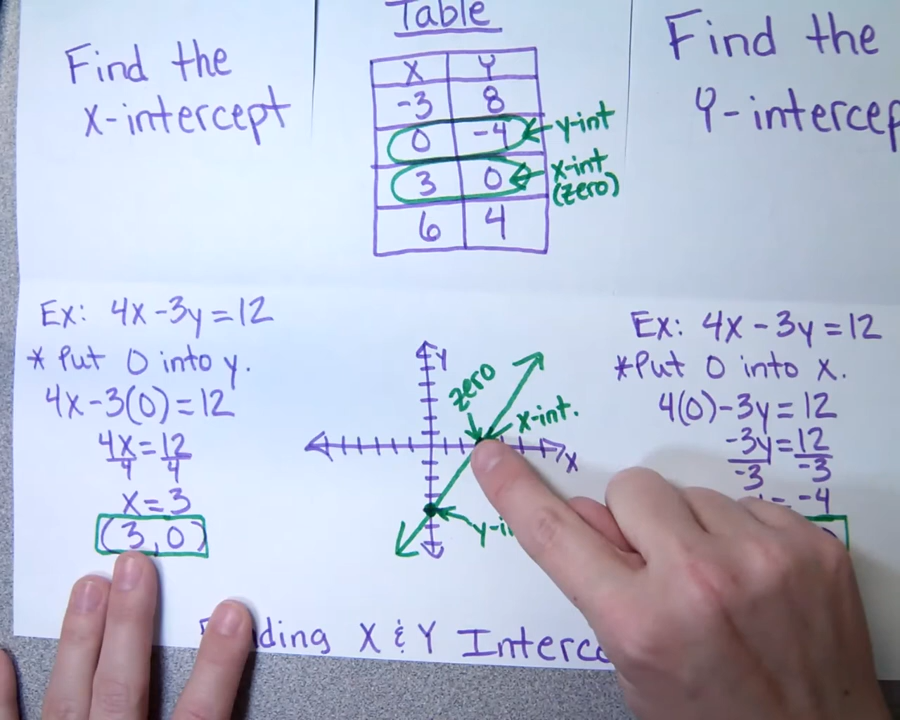 Find the
x-intercept
Table
X Y
-3 8
0 -4
y-int
3 0
x-int
(zero)
6 4
Find the
Y-intercep
Ex: 4x-3y=12
* Put 0 into y.
4x-3(0)=12
4x=12
4 4
x=3
(3,0)
y
zero
x-int.
x
Ex: 4x-3y=12
*Put 0 into x.
4(0)-3y=12
-3y=12
-3 -3
= -4
X & Y